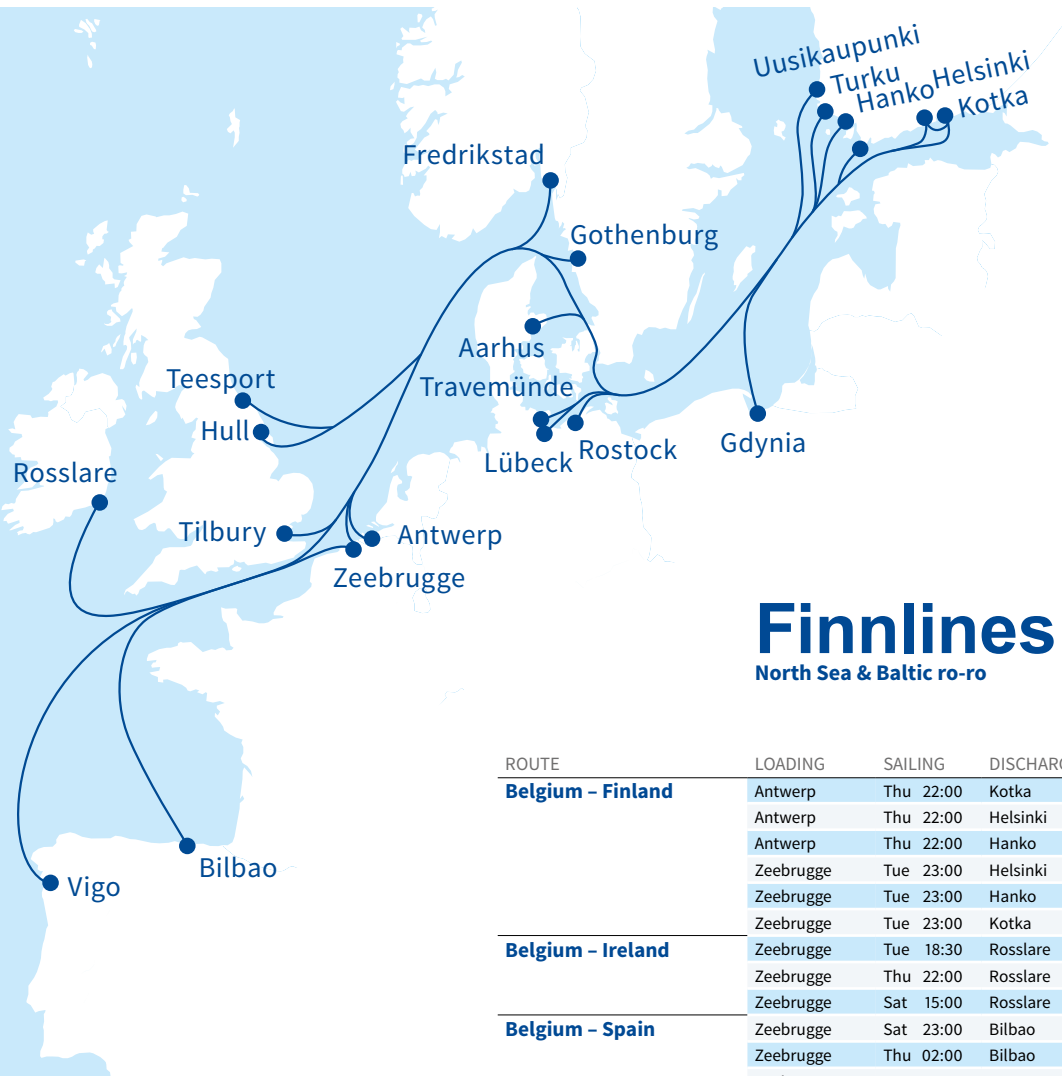 Uusikaupunki
Turku
Hanko
Helsinki
Kotka
Fredrikstad
Gothenburg
Aarhus
Travemünde
Teesport
Hull
Lübeck
Rostock
Gdynia
Rosslare
Tilbury
Antwerp
Zeebrugge
Bilbao
Vigo
Finnlines
North Sea & Baltic ro-ro
ROUTE LOADING SAILING DISCHARG
Belgium – Finland Antwerp Thu 22:00 Kotka
Antwerp Thu 22:00 Helsinki
Antwerp Thu 22:00 Hanko
Zeebrugge Tue 23:00 Helsinki
Zeebrugge Tue 23:00 Hanko
Zeebrugge Tue 23:00 Kotka
Belgium – Ireland Zeebrugge Tue 18:30 Rosslare
Zeebrugge Thu 22:00 Rosslare
Zeebrugge Sat 15:00 Rosslare
Belgium – Spain Zeebrugge Sat 23:00 Bilbao
Zeebrugge Thu 02:00 Bilbao